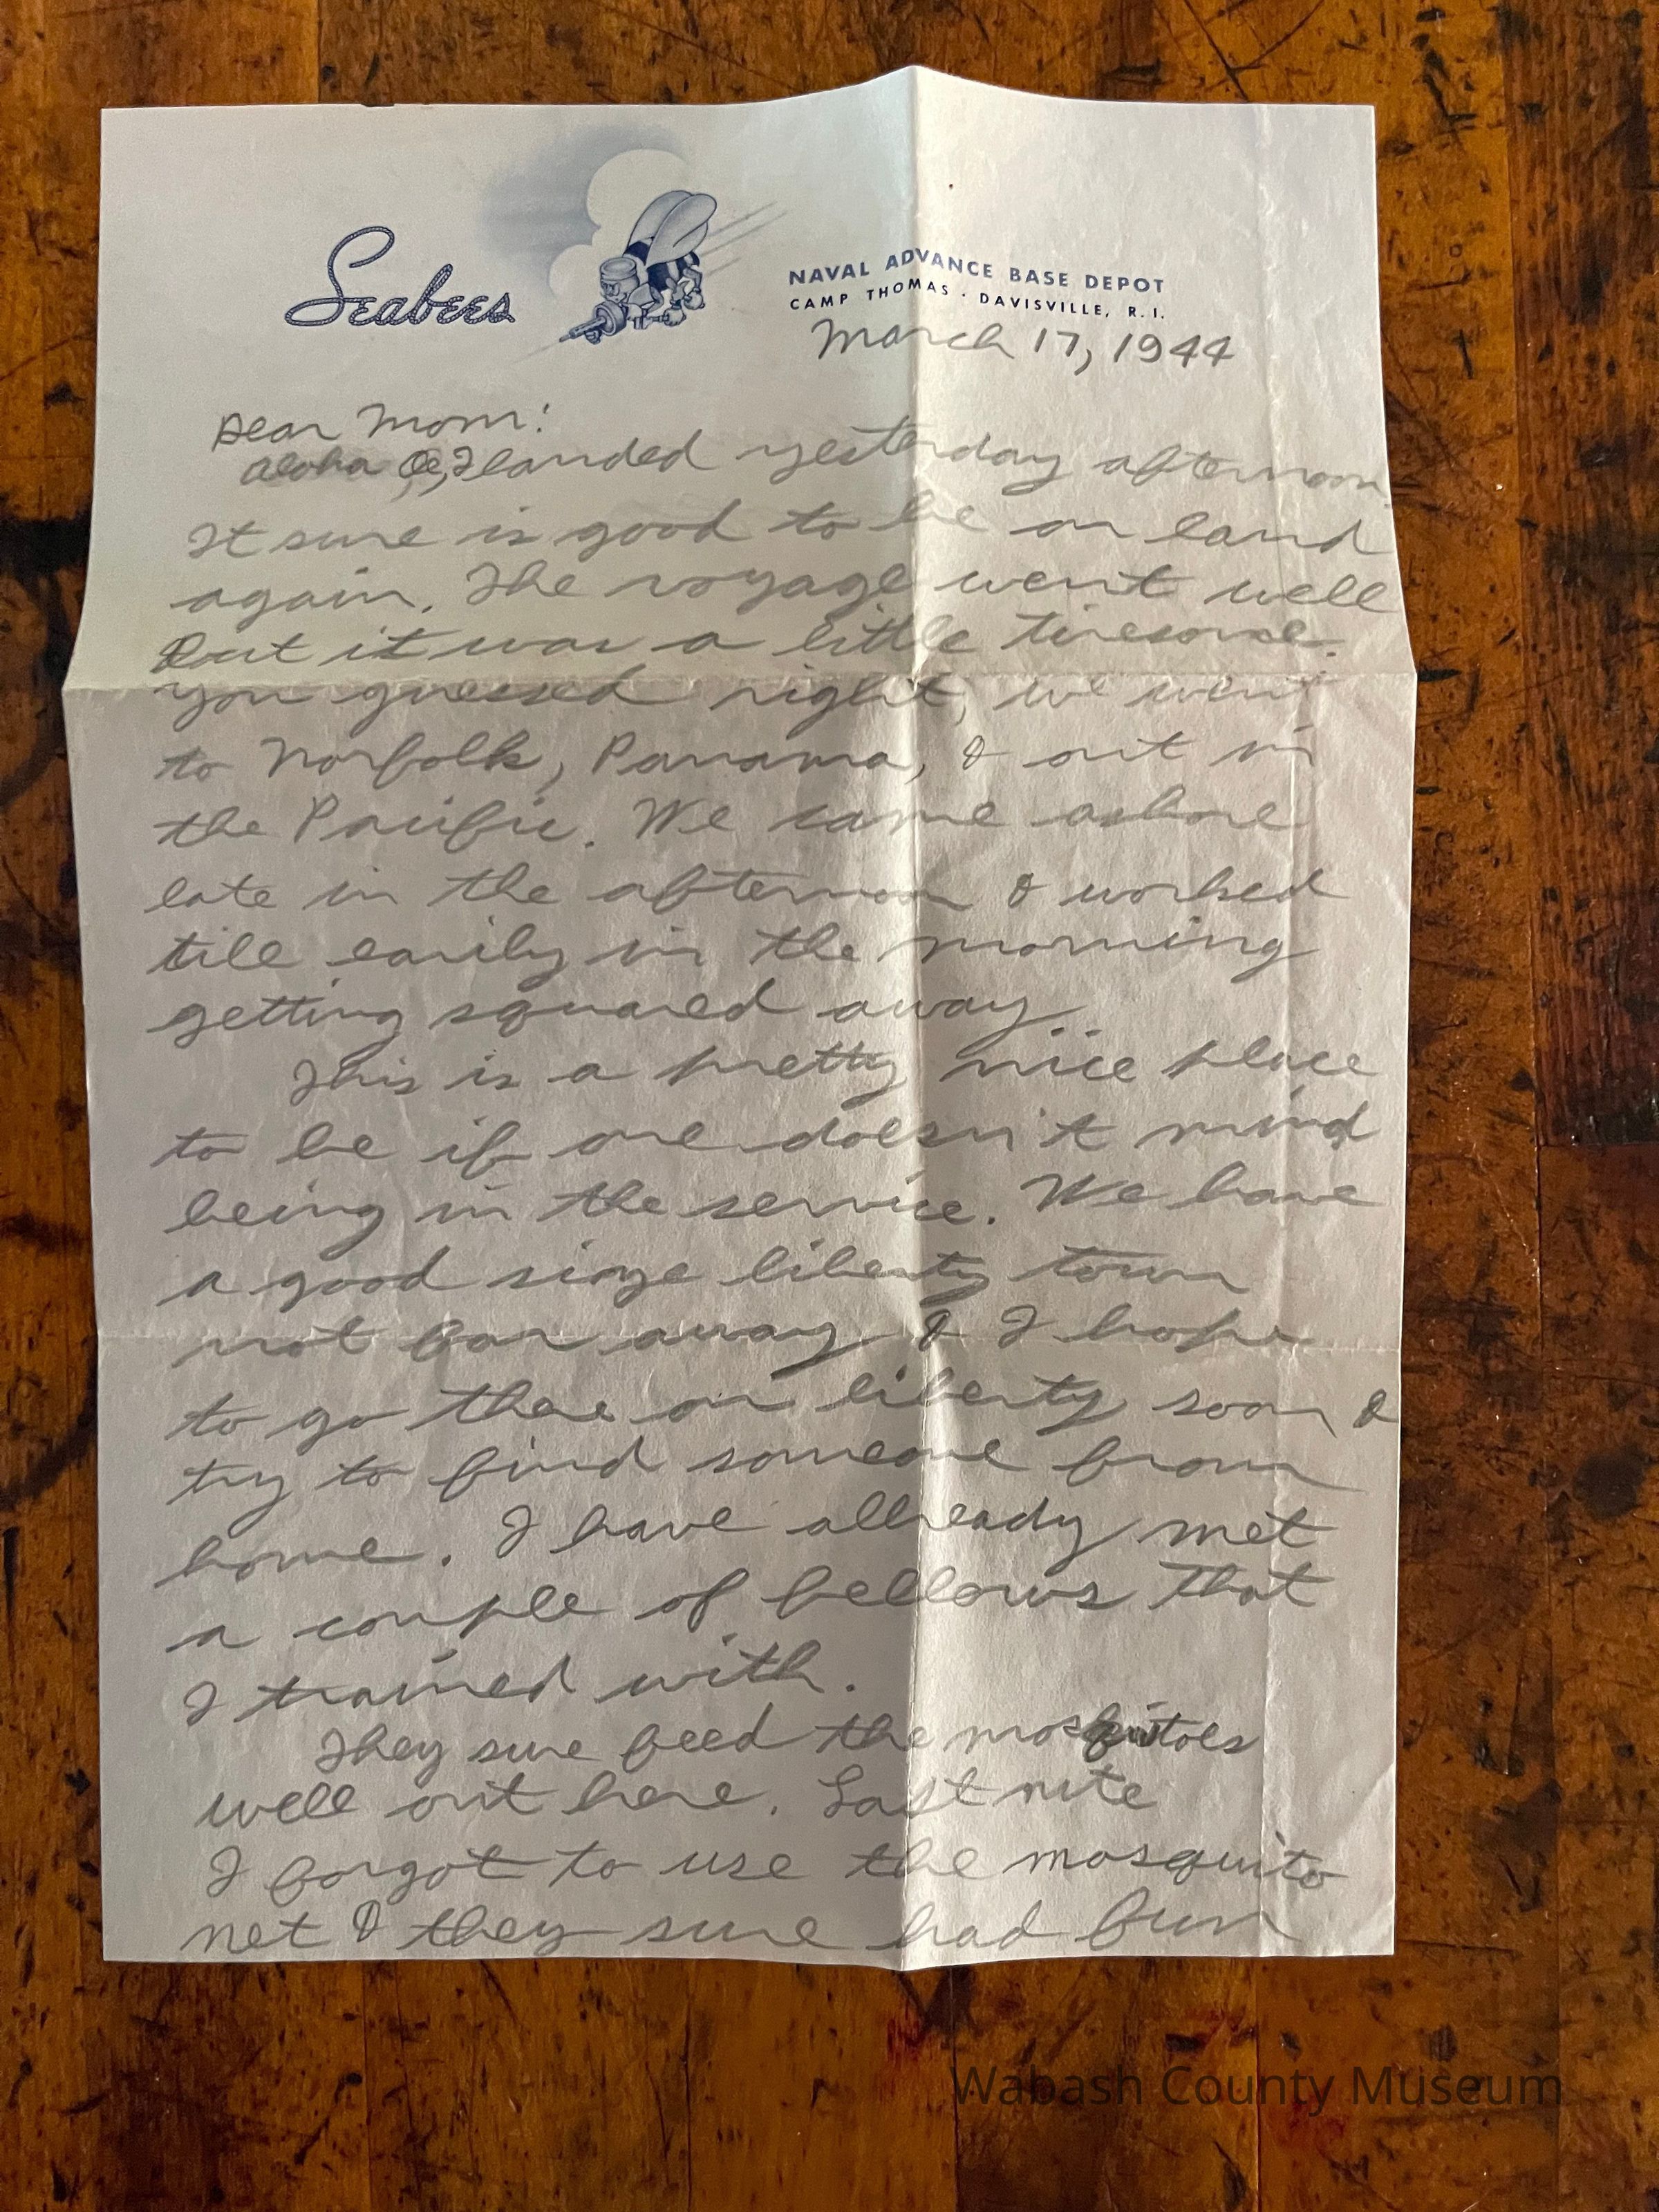 Seabees
NAVAL ADVANCE BASE DEPOT
CAMP THOMAS · DAVISVILLE, R.I.
March 17, 1944
Dear Mom:
Aloha Oe, I landed yesterday afternoon.
It sure is good to be on land
again. The voyage went well
but it was a little tiresome.
You guessed right, we went
to Norfolk, Panama, & out in
the Pacific. We came ashore
late in the afternoon & worked
till early in the morning
getting squared away
This is a pretty nice place
to be if one doesn't mind
being in the service. We have
a good size liberty town
not far away & I hope
to go there on liberty soon &
try to find someone from
home. I have allready met
a couple of fellows that
I trained with.
They sure feed the mosquitoes
well out here. Last nite
I forgot to use the mosquito
net & they sure had fun
Wabash County Museum